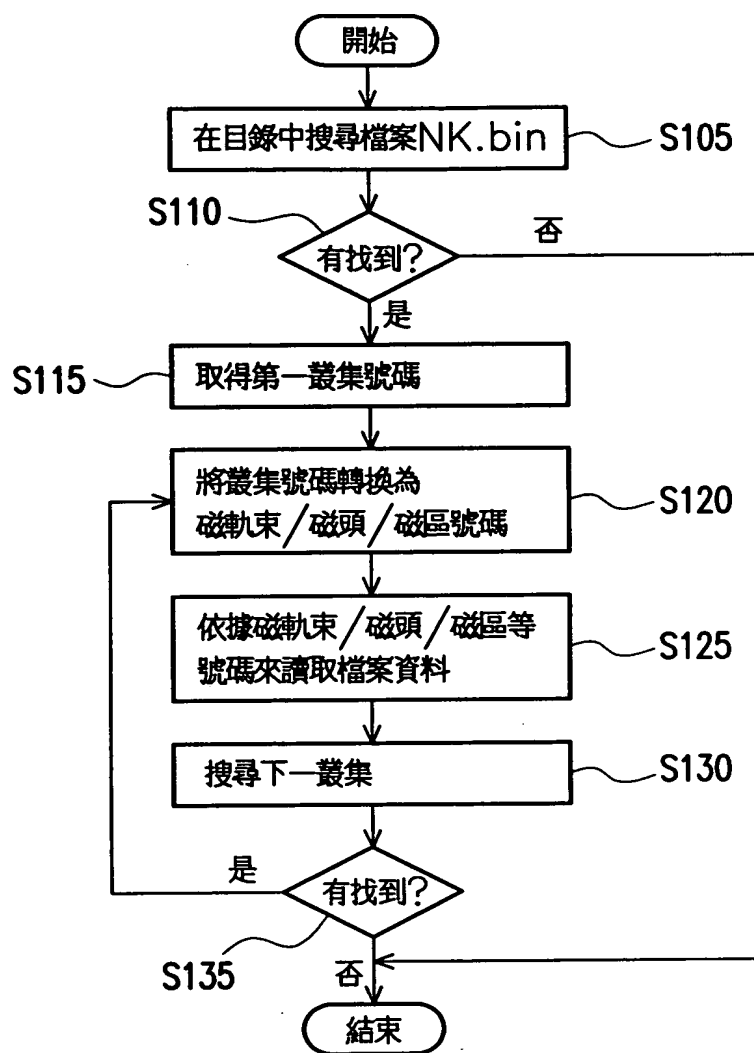 開始
在目錄中搜尋檔案NK.bin
S105
S110
有找到?
否
是
S115
取得第一叢集號碼
將叢集號碼轉換為
磁軌束/磁頭/磁區號碼
S120
依據磁軌束/磁頭/磁區等
號碼來讀取檔案資料
S125
搜尋下一叢集
S130
是
有找到?
S135
否
結束